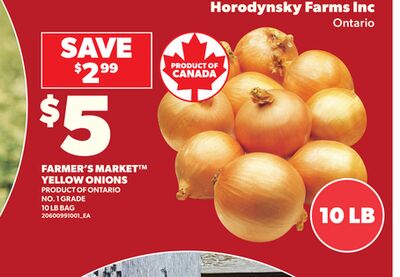 Horodynsky Farms Inc
Ontario
SAVE
$2.99
PRODUCT OF
CANADA
$5
FARMER'S MARKET™
YELLOW ONIONS
PRODUCT OF ONTARIO
NO. 1 GRADE
10 LB BAG
20600991001_EA
10 LB